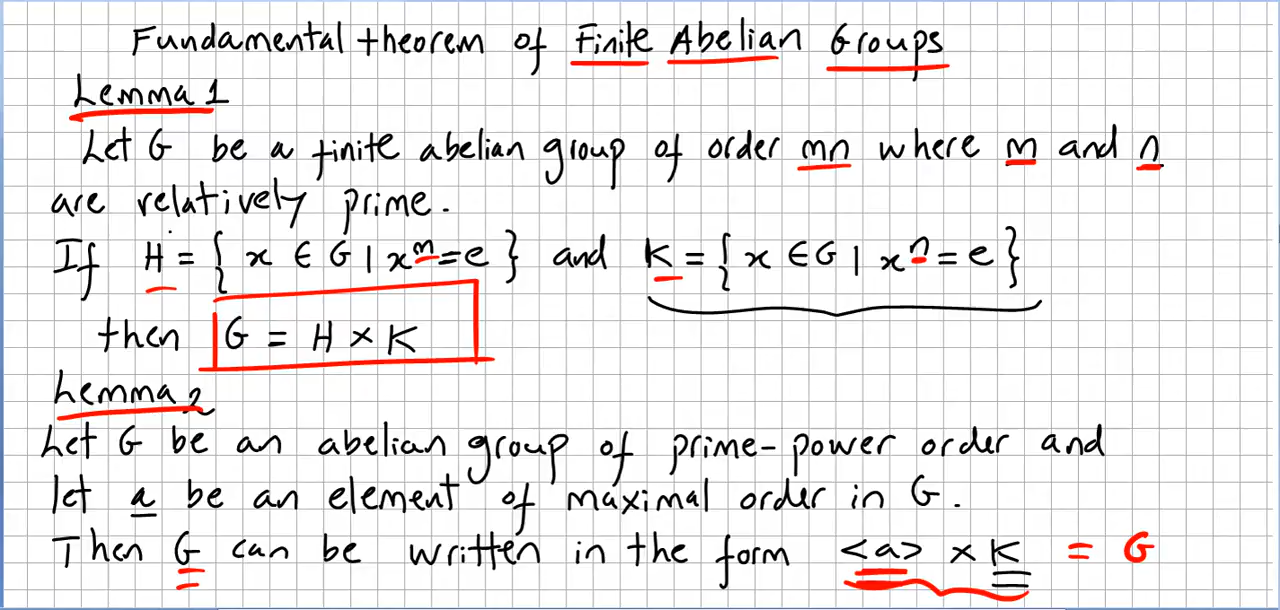 Fundamental theorem of Finite Abelian Groups
Lemma 1
Let G be a finite abelian group of order mn where m and n
are relatively prime.
If H = { x ∈ G | x^m = e } and K = { x ∈ G | x^n = e }
then G = H × K
Lemma 2
Let G be an abelian group of prime-power order and
let a be an element of maximal order in G.
Then G can be written in the form <a> × K = G